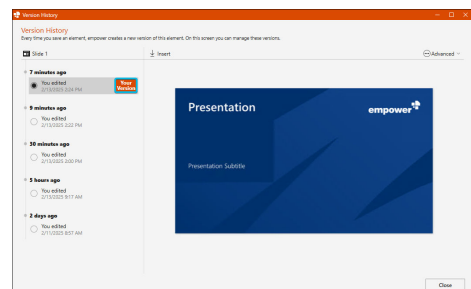 Version History
Version History
Every time you save an element, empower creates a new version of this element. On this screen you can manage these versions.
Slide 1
Insert
Advanced
7 minutes ago
You edited
2/13/2025 3:24 PM
Your
Version
9 minutes ago
You edited
2/13/2025 3:22 PM
30 minutes ago
You edited
2/13/2025 3:00 PM
5 hours ago
You edited
2/13/2025 9:17 AM
2 days ago
You edited
2/11/2025 8:57 AM
Presentation
empower
Presentation Subtitle
Close